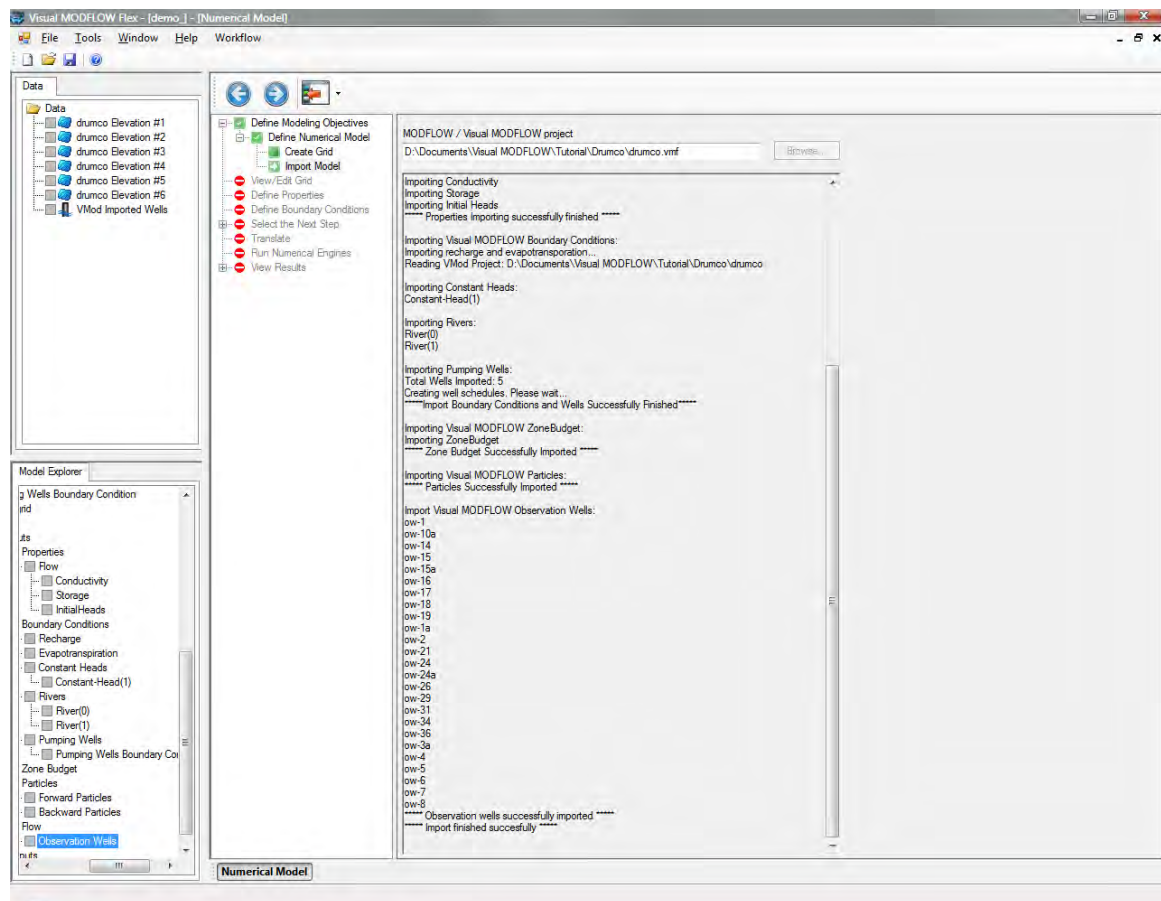 Visual MODFLOW Flex - [demo_] - [Numerical Model]
File Tools Window Help Workflow
Data
Data
drumco Elevation #1
drumco Elevation #2
drumco Elevation #3
drumco Elevation #4
drumco Elevation #5
drumco Elevation #6
VMod Imported Wells
Model Explorer
g Wells Boundary Condition
rid
uts
Properties
Flow
Conductivity
Storage
InitialHeads
Boundary Conditions
Recharge
Evapotranspiration
Constant Heads
Constant-Head(1)
Rivers
River(0)
River(1)
Pumping Wells
Pumping Wells Boundary Con
Zone Budget
Particles
Forward Particles
Backward Particles
Flow
Observation Wells
puts
Define Modeling Objectives
Define Numerical Model
Create Grid
Import Model
View/Edit Grid
Define Properties
Define Boundary Conditions
Select the Next Step
Translate
Run Numerical Engines
View Results
MODFLOW / Visual MODFLOW project
D:\Documents\Visual MODFLOW\Tutorial\Drumco\drumco.vmf
Browse...
Importing Conductivity
Importing Storage
Importing Initial Heads
***** Properties Importing successfully finished *****
Importing Visual MODFLOW Boundary Conditions:
Importing recharge and evapotransporation...
Reading VMod Project: D:\Documents\Visual MODFLOW\Tutorial\Drumco\drumco
Importing Constant Heads:
Constant-Head(1)
Importing Rivers:
River(0)
River(1)
Importing Pumping Wells:
Total Wells Imported: 5
Creating well schedules. Please wait...
*****Import Boundary Conditions and Wells Successfully Finished*****
Importing Visual MODFLOW ZoneBudget:
Importing ZoneBudget
***** Zone Budget Successfully Imported *****
Importing Visual MODFLOW Particles:
***** Particles Successfully Imported *****
Import Visual MODFLOW Observation Wells:
ow-1
ow-10a
ow-14
ow-15
ow-15a
ow-16
ow-17
ow-18
ow-19
ow-1a
ow-2
ow-21
ow-24
ow-24a
ow-26
ow-29
ow-31
ow-34
ow-36
ow-3a
ow-4
ow-5
ow-6
ow-7
ow-8
***** Observation wells successfully imported *****
***** Import finished succesfully *****
Numerical Model